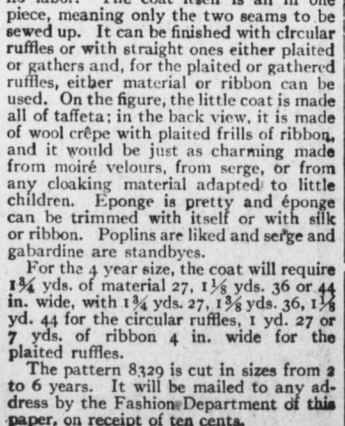 no labor. The coat itself is all in one
piece, meaning only the two seams to be
sewed up. It can be finished with circular
ruffles or with straight ones either plaited
or gathers and, for the plaited or gathered
ruffles, either material or ribbon can be
used. On the figure, the little coat is made
all of taffeta; in the back view, it is made
of wool crêpe with plaited frills of ribbon,
and it would be just as charming made
from moiré velours, from serge, or from
any cloaking material adapted to little
children. Eponge is pretty and éponge
can be trimmed with itself or with silk
or ribbon. Poplins are liked and serge and
gabardine are standbyes.
For the 4 year size, the coat will require
1¾ yds. of material 27, 1⅛ yds. 36 or 44
in. wide, with 1¾ yds. 27, 1⅜ yds. 36, 1⅛
yd. 44 for the circular ruffles, 1 yd. 27 or
7 yds. of ribbon 4 in. wide for the
plaited ruffles.
The pattern 8329 is cut in sizes from 2
to 6 years. It will be mailed to any ad-
dress by the Fashion Department of this
paper, on receipt of ten cents.